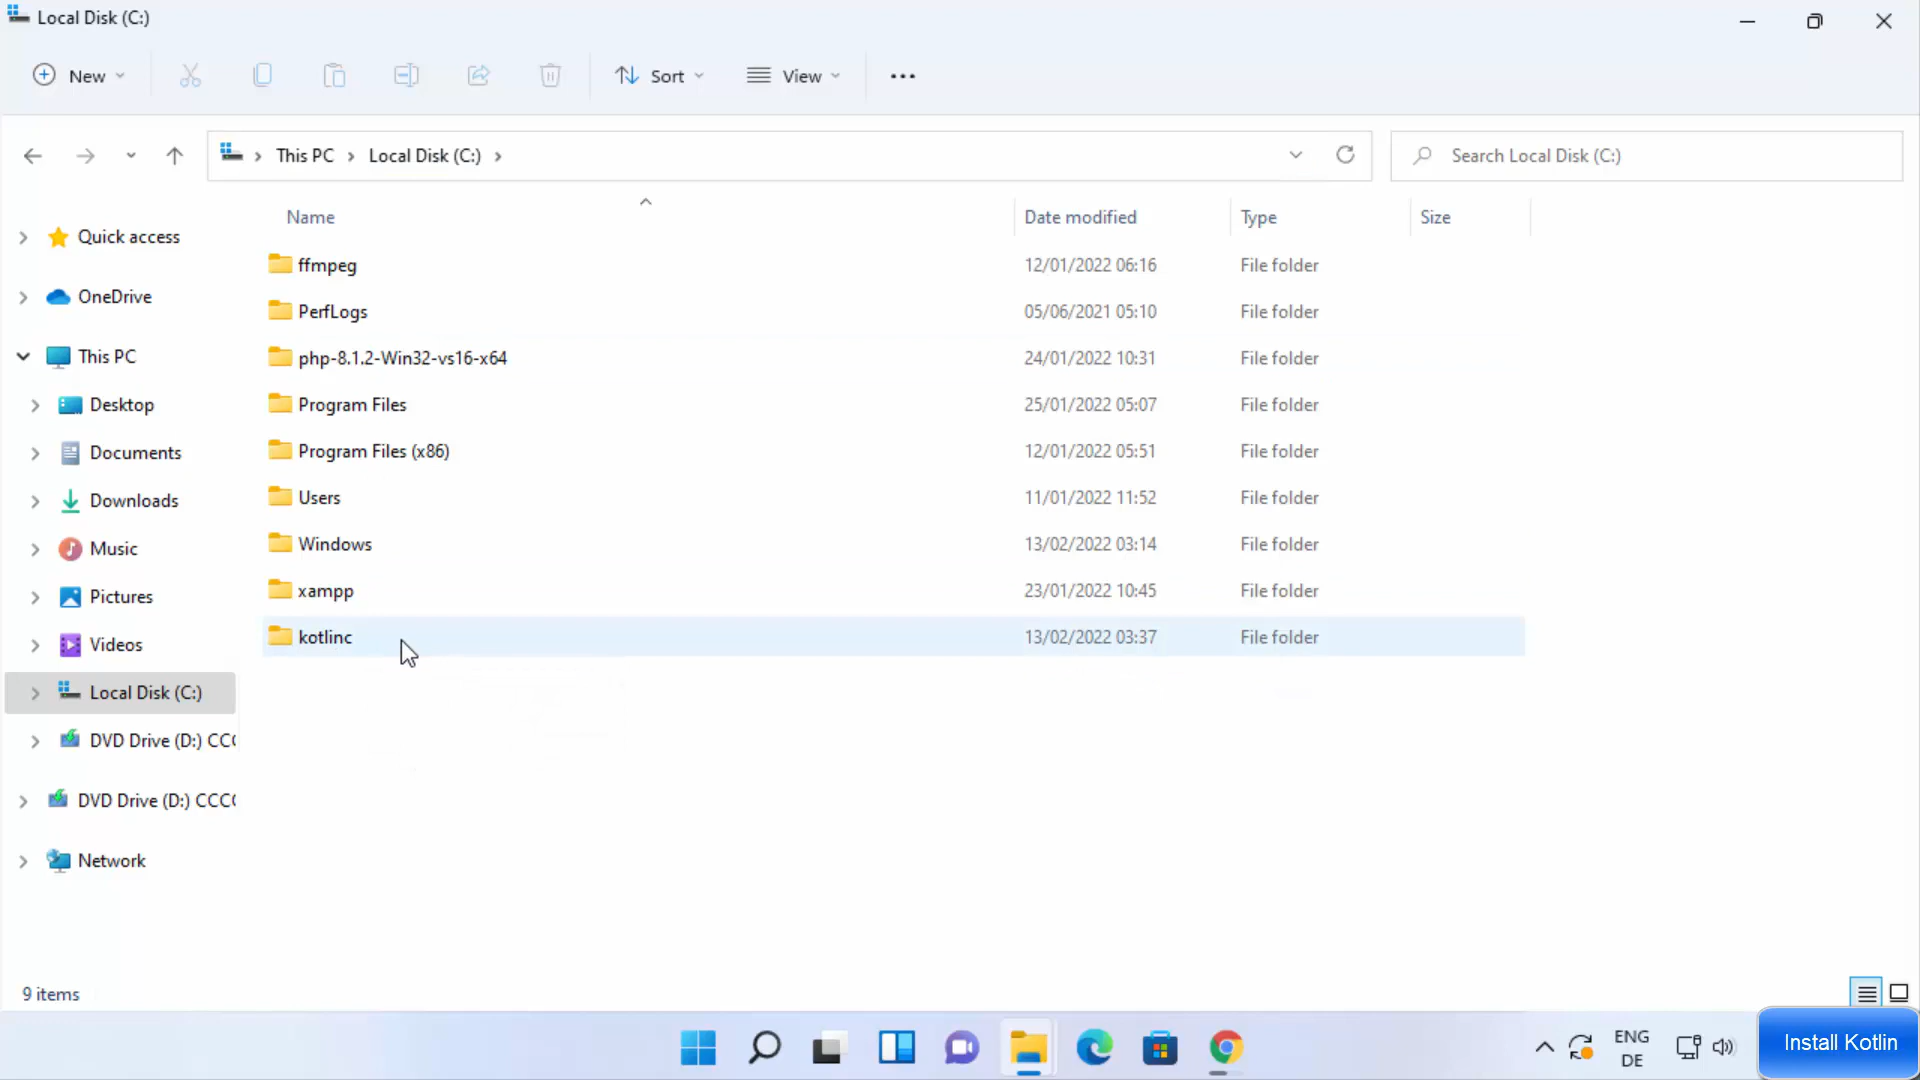 Local Disk (C:)
New
Sort
View
This PC
Local Disk (C:)
Search Local Disk (C:)
Name Date modified Type Size
Quick access
OneDrive
This PC
Desktop
Documents
Downloads
Music
Pictures
Videos
Local Disk (C:)
DVD Drive (D:) CCC
DVD Drive (D:) CCC
Network
ffmpeg 12/01/2022 06:16 File folder
PerfLogs 05/06/2021 05:10 File folder
php-8.1.2-Win32-vs16-x64 24/01/2022 10:31 File folder
Program Files 25/01/2022 05:07 File folder
Program Files (x86) 12/01/2022 05:51 File folder
Users 11/01/2022 11:52 File folder
Windows 13/02/2022 03:14 File folder
xampp 23/01/2022 10:45 File folder
kotlinc 13/02/2022 03:37 File folder
9 items
ENG
DE
Install Kotlin